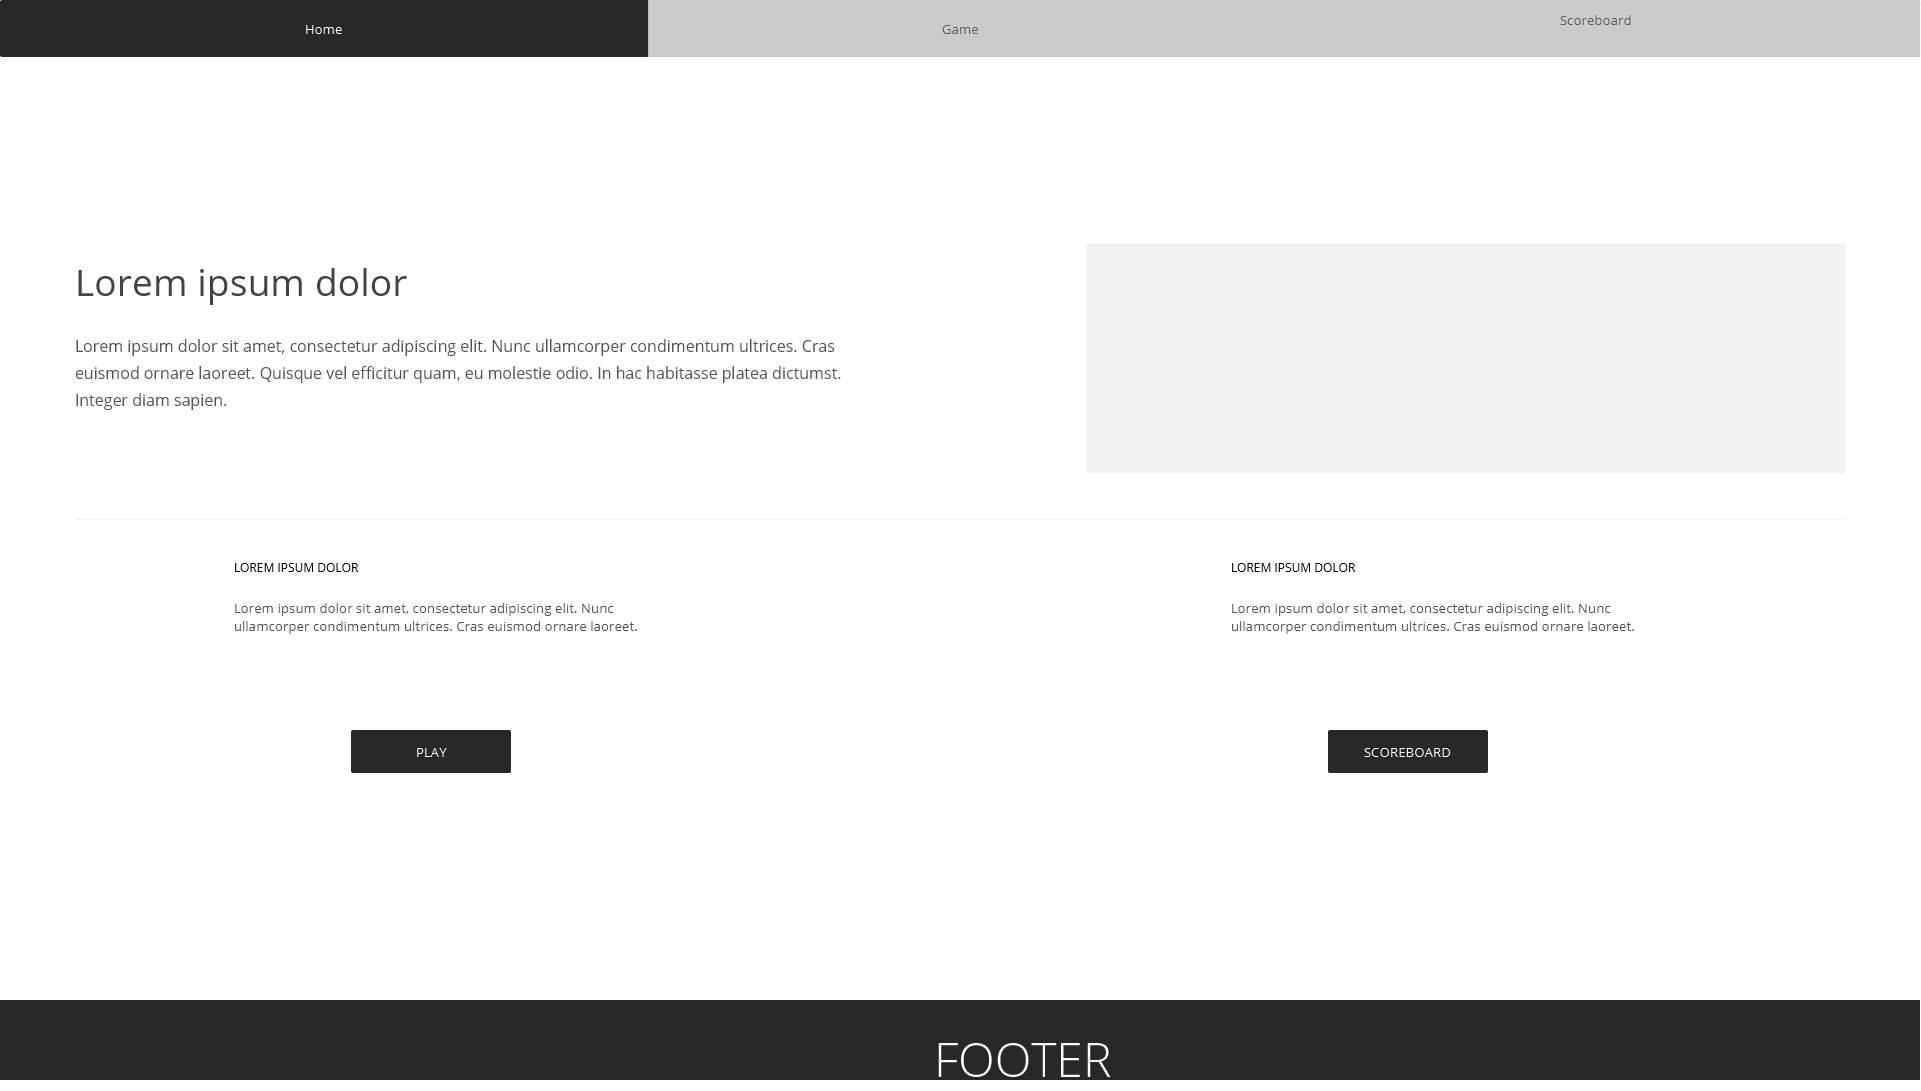 Home
Game
Scoreboard
Lorem ipsum dolor
Lorem ipsum dolor sit amet, consectetur adipiscing elit. Nunc ullamcorper condimentum ultrices. Cras
euismod ornare laoreet. Quisque vel efficitur quam, eu molestie odio. In hac habitasse platea dictumst.
Integer diam sapien.
LOREM IPSUM DOLOR
Lorem ipsum dolor sit amet, consectetur adipiscing elit. Nunc
ullamcorper condimentum ultrices. Cras euismod ornare laoreet.
PLAY
LOREM IPSUM DOLOR
Lorem ipsum dolor sit amet, consectetur adipiscing elit. Nunc
ullamcorper condimentum ultrices. Cras euismod ornare laoreet.
SCOREBOARD
FOOTER